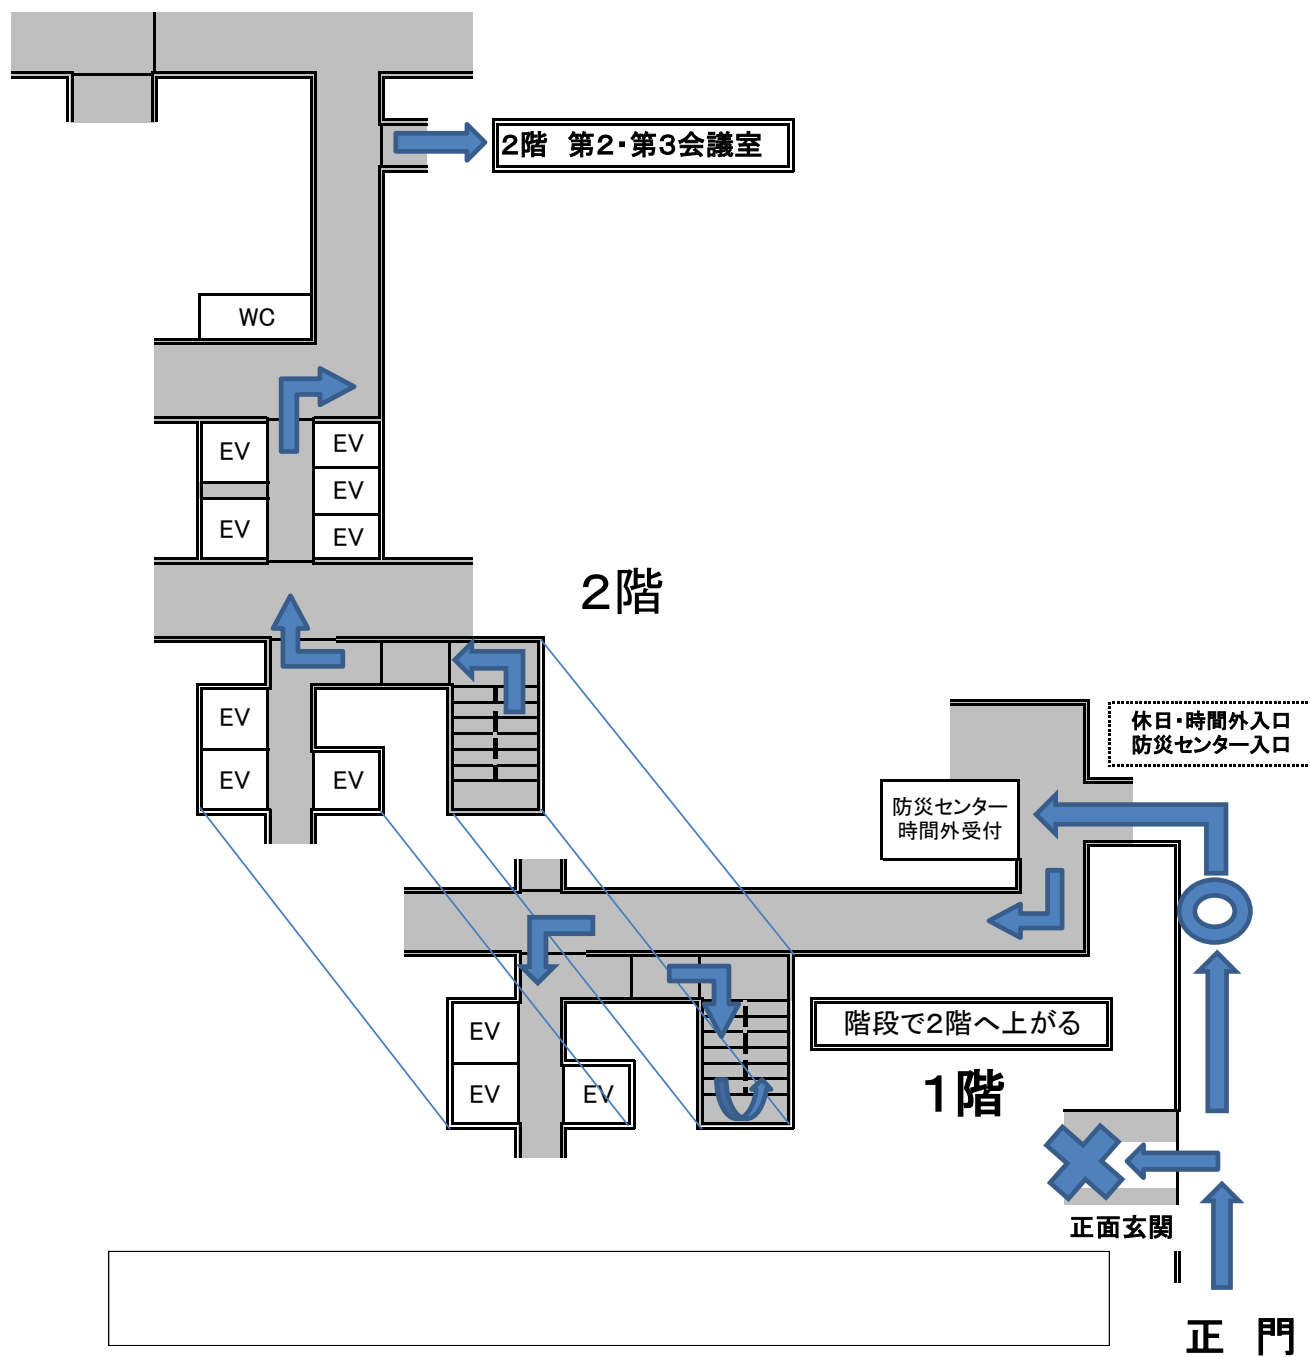 2階　第2・第3会議室
WC
EV
EV
EV
EV
EV
2階
EV
EV
EV
休日・時間外入口
防災センター入口
防災センター
時間外受付
階段で2階へ上がる
EV
EV
EV
1階
正面玄関
正　門